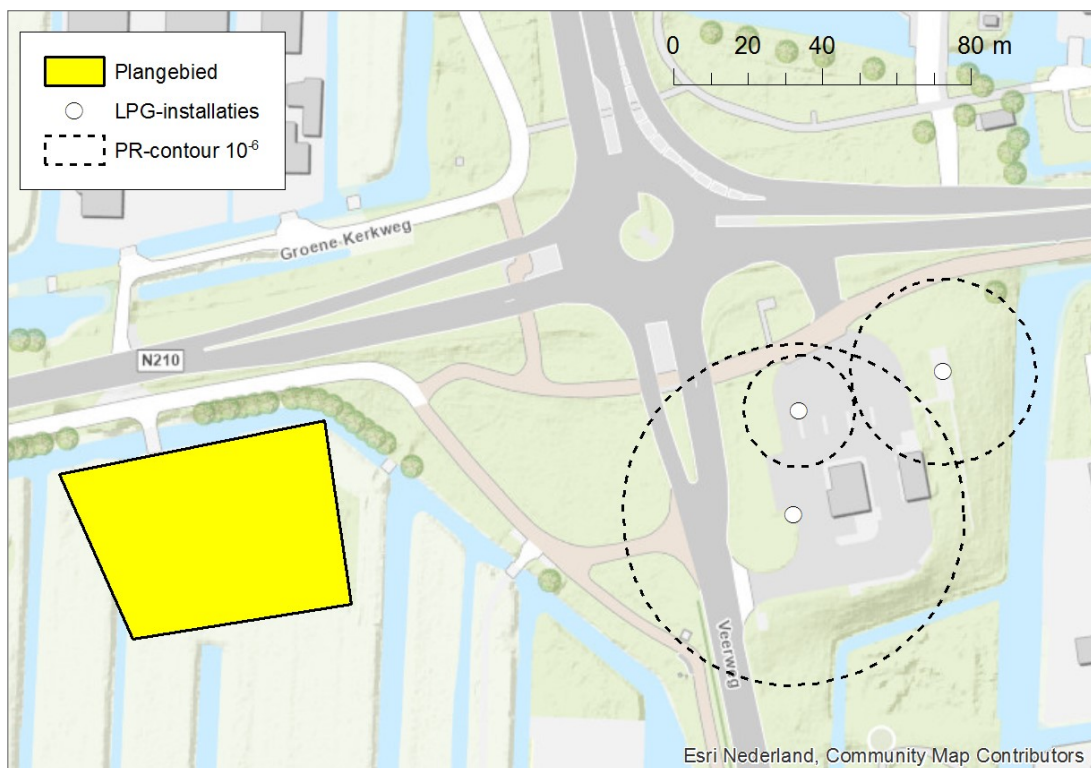 Plangebied
LPG-installaties
PR-contour 10⁻⁶
0 20 40 80 m
Groene Kerkweg
N210
Veerweg
Esri Nederland, Community Map Contributors